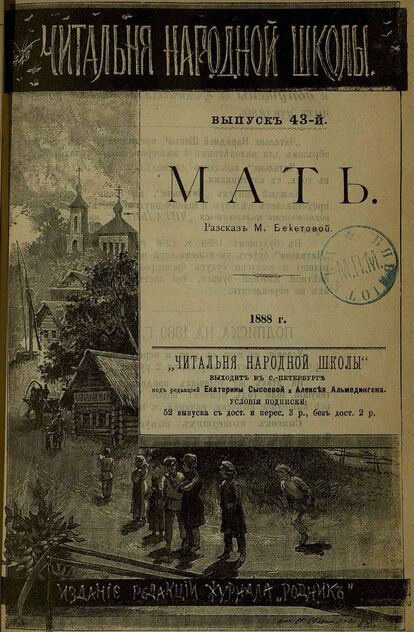 ЧИТАЛЬНЯ НАРОДНОЙ ШКОЛЫ.
ВЫПУСКЪ 43-й.
МАТЬ.
Разсказъ М. Бекетовой.
1888 г.
„ЧИТАЛЬНЯ НАРОДНОЙ ШКОЛЫ“
ВЫХОДИТЪ ВЪ С.-ПЕТЕРБУРГѢ
подъ редакціей Екатерины Сысоевой и Алексѣя Альмедингена.
УСЛОВІЯ ПОДПИСКИ:
52 выпуска съ дост. и перес. 3 р., безъ дост. 2 р.
ИЗДАНІЕ РЕДАКЦІИ ЖУРНАЛА „РОДНИКЪ“